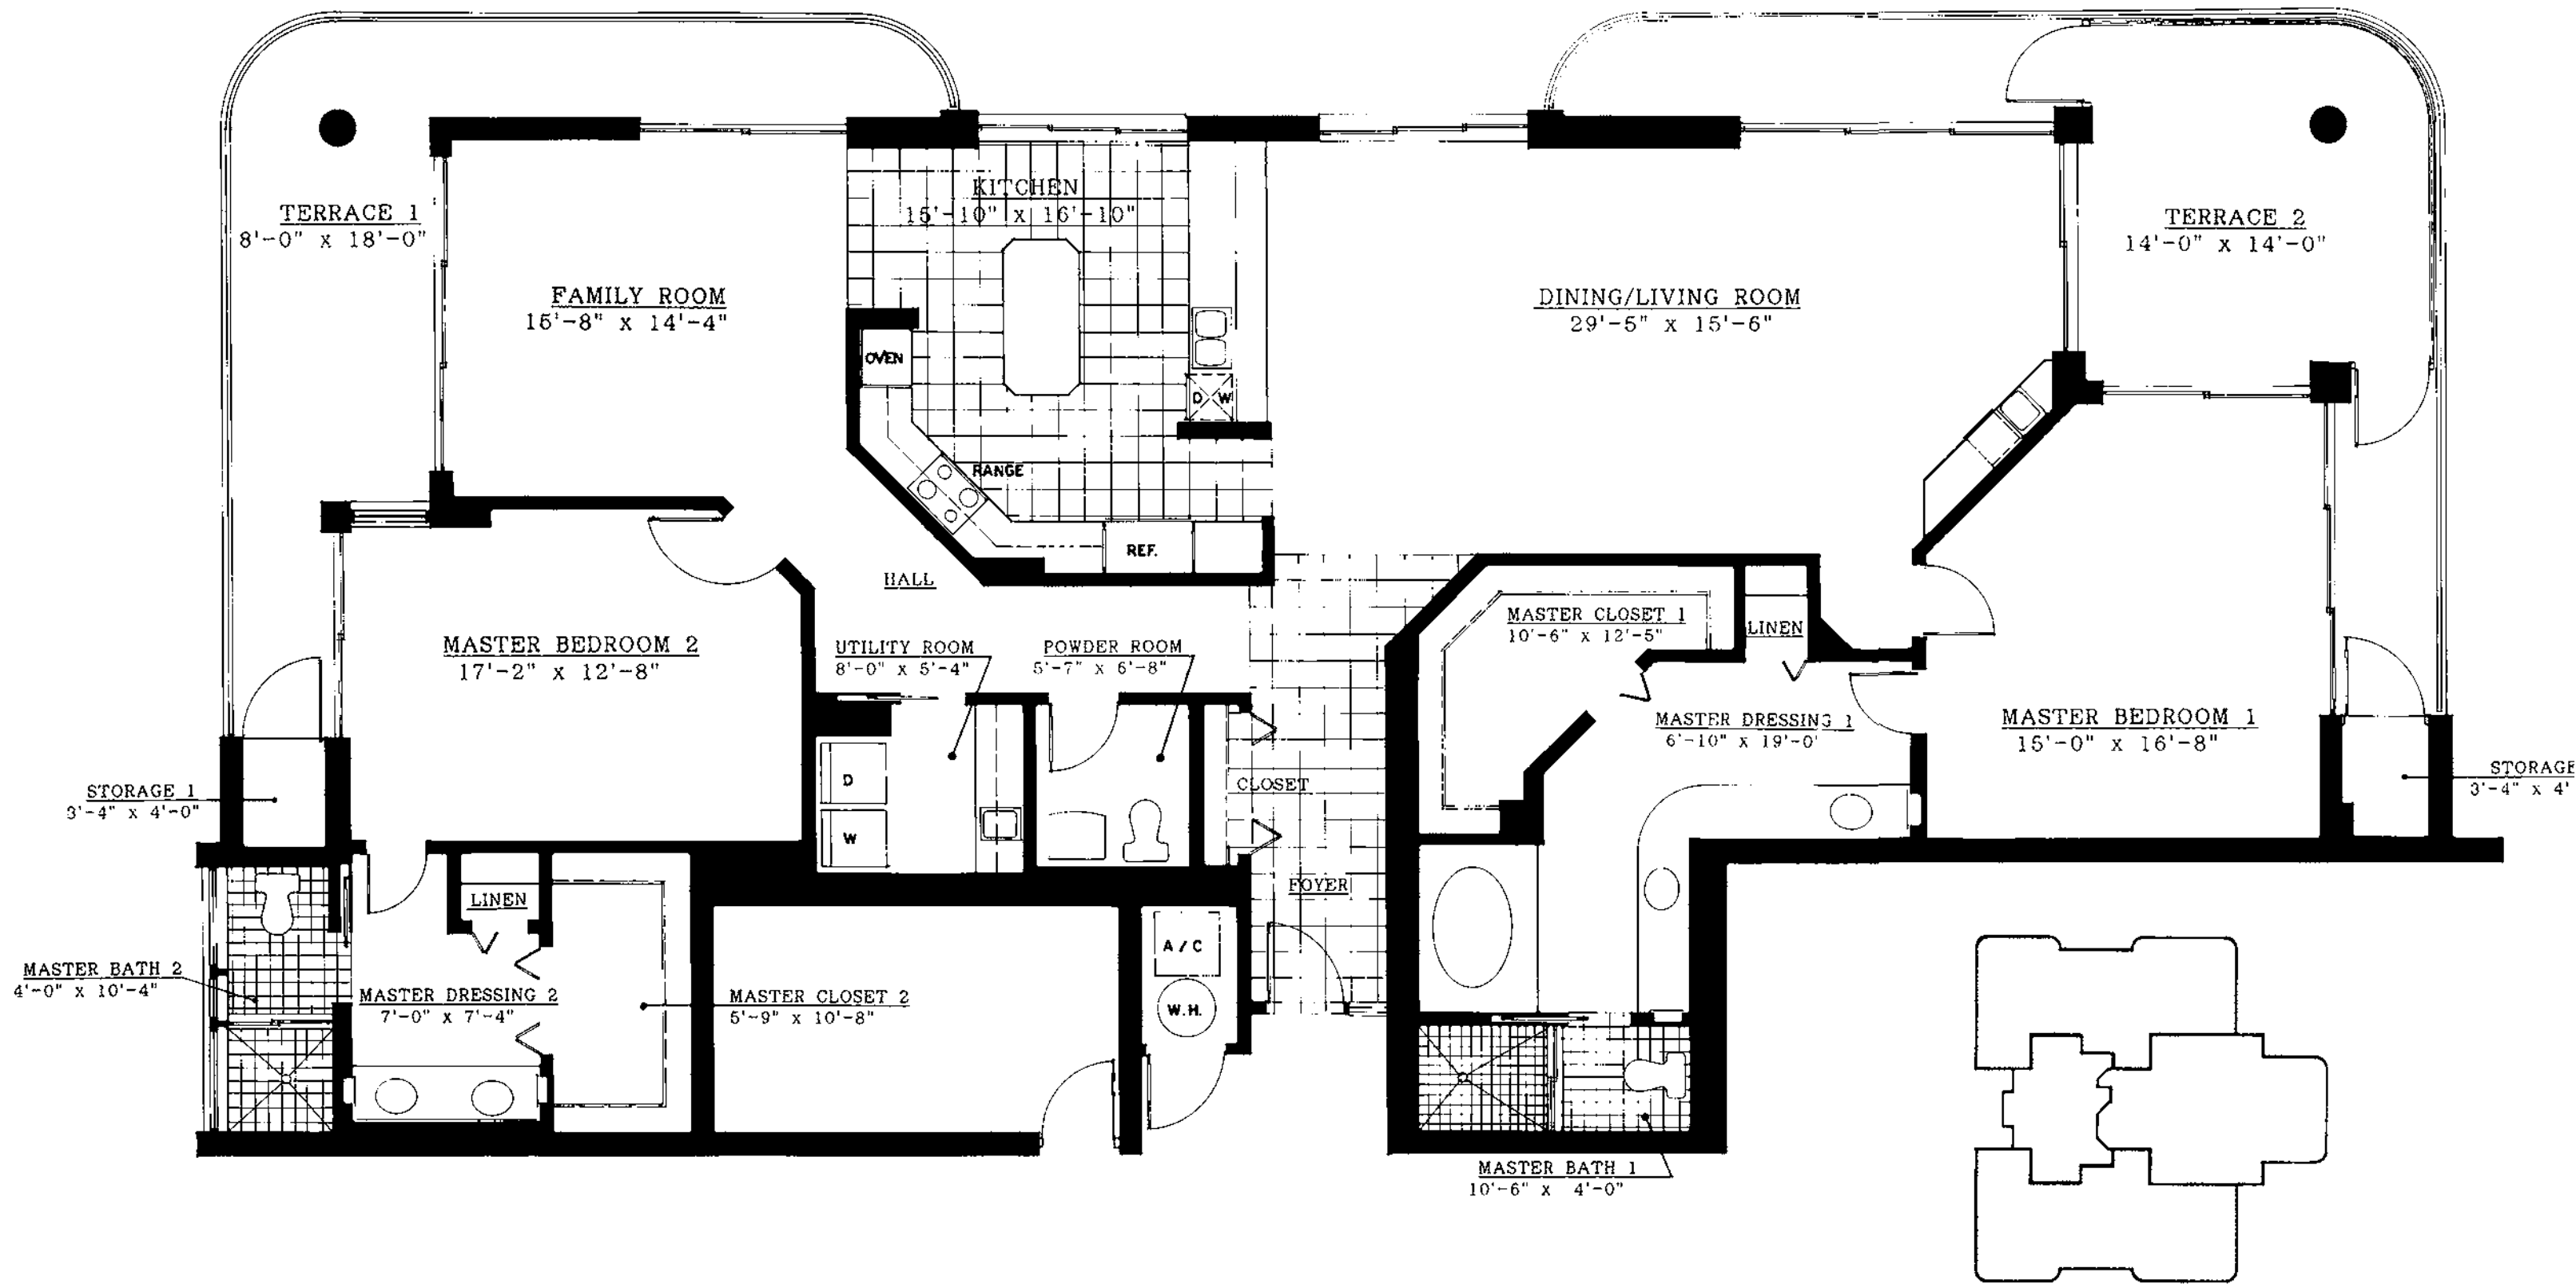 KITCHEN
15'-10" x 16'-10"
TERRACE 1
8'-0" x 18'-0"
TERRACE 2
14'-0" x 14'-0"
FAMILY ROOM
15'-8" x 14'-4"
DINING/LIVING ROOM
29'-5" x 15'-6"
OVEN
D W
RANGE
REF.
HALL
MASTER CLOSET 1
10'-6" x 12'-5"
LINEN
MASTER BEDROOM 2
17'-2" x 12'-8"
UTILITY ROOM
8'-0" x 5'-4"
POWDER ROOM
5'-7" x 6'-8"
MASTER DRESSING 1
6'-10" x 19'-0'
MASTER BEDROOM 1
15'-0" x 16'-8"
STORAGE 1
3'-4" x 4'-0"
D
W
CLOSET
STORAGE
3'-4" x 4'
FOYER
LINEN
A/C
W.H.
MASTER BATH 2
4'-0" x 10'-4"
MASTER DRESSING 2
7'-0" x 7'-4"
MASTER CLOSET 2
5'-9" x 10'-8"
MASTER BATH 1
10'-6" x 4'-0"